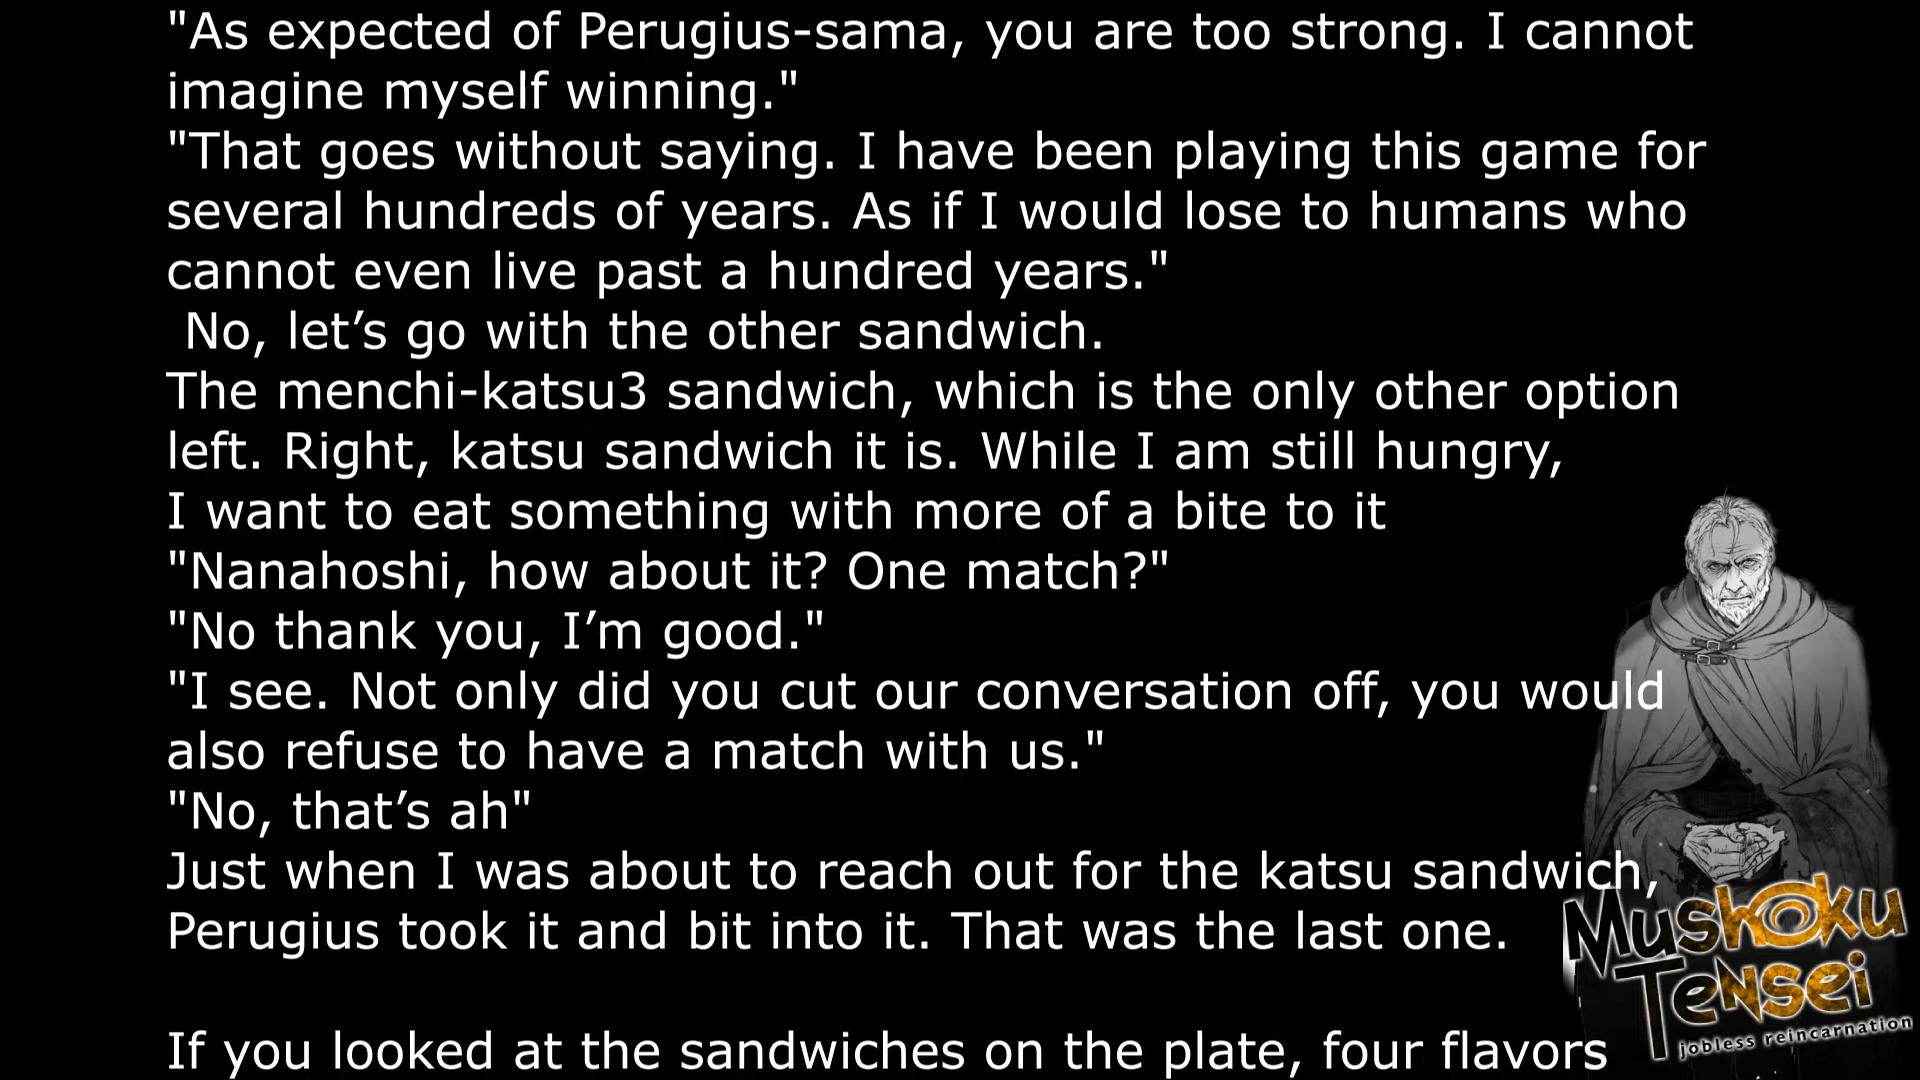 "As expected of Perugius-sama, you are too strong. I cannot
imagine myself winning."
"That goes without saying. I have been playing this game for
several hundreds of years. As if I would lose to humans who
cannot even live past a hundred years."
No, let’s go with the other sandwich.
The menchi-katsu3 sandwich, which is the only other option
left. Right, katsu sandwich it is. While I am still hungry,
I want to eat something with more of a bite to it
"Nanahoshi, how about it? One match?"
"No thank you, I’m good."
"I see. Not only did you cut our conversation off, you would
also refuse to have a match with us."
"No, that’s ah"
Just when I was about to reach out for the katsu sandwich,
Perugius took it and bit into it. That was the last one.
If you looked at the sandwiches on the plate, four flavors
Mushoku
Tensei
jobless reincarnation